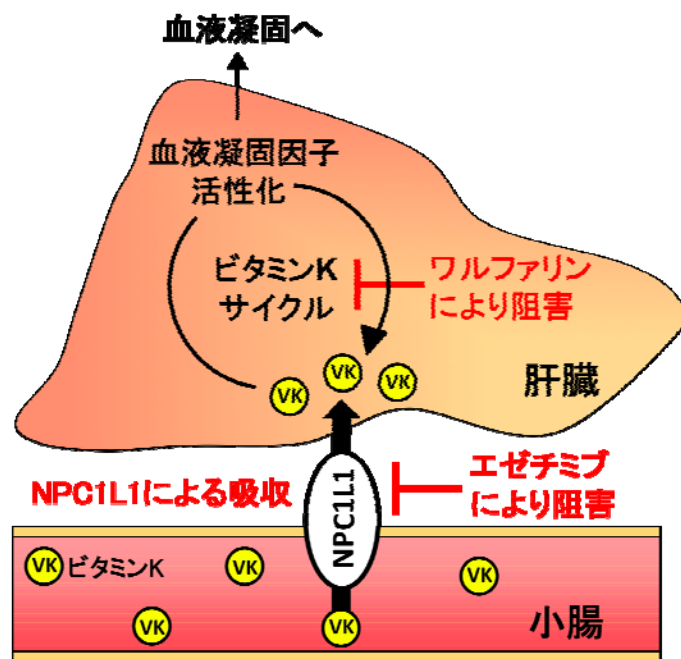 血液凝固へ
血液凝固因子
活性化
ビタミンK
サイクル
ワルファリン
により阻害
VK
VK
VK
肝臓
NPC1L1による吸収
NPC1L1
エゼチミブ
により阻害
VK
ビタミンK
VK
VK
VK
VK
小腸